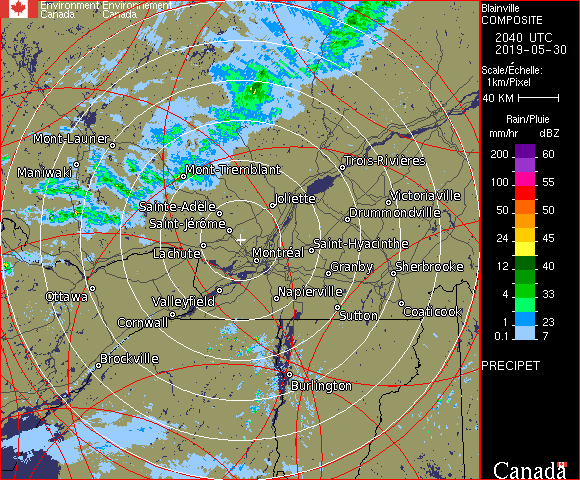 Environment Environnement
Canada Canada
Blainville
COMPOSITE
2040 UTC
2019-05-30
Scale/Échelle:
1km/Pixel
40 KM
Rain/Pluie
mm/hr dBZ
200 60
100 55
50 50
24 45
12 40
4 33
1 23
0.1 7
PRECIPET
Canada
Mont-Laurier
Maniwaki
Mont-Tremblant
Trois-Rivières
Sainte-Adèle
Joliette
Victoriaville
Saint-Jérôme
Drummondville
Lachute
Montréal
Saint-Hyacinthe
Granby
Sherbrooke
Ottawa
Valleyfield
Napierville
Cornwall
Sutton
Coaticook
Brockville
Burlington